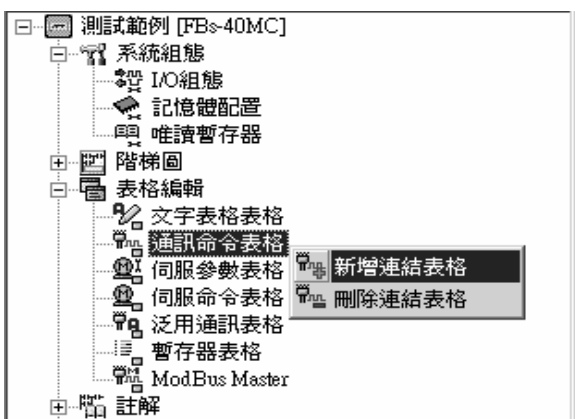 測試範例 [FBs-40MC]
系統組態
I/O組態
記憶體配置
唯讀暫存器
階梯圖
表格編輯
文字表格表格
通訊命令表格
新增連結表格
伺服參數表格
伺服命令表格
刪除連結表格
泛用通訊表格
暫存器表格
ModBus Master
註解